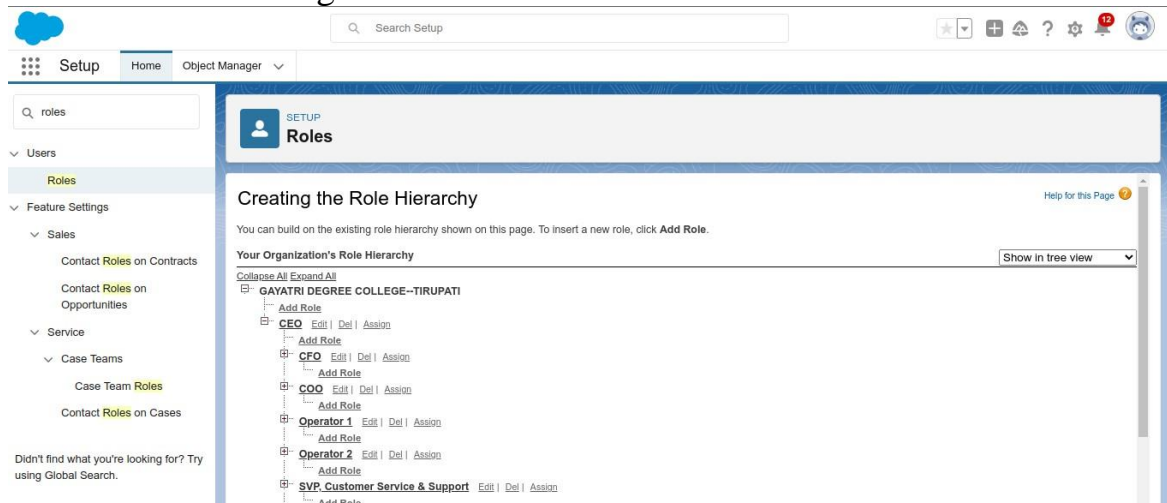 Search Setup
12
Setup
Home
Object Manager
roles
Users
Roles
Feature Settings
Sales
Contact Roles on Contracts
Contact Roles on
Opportunities
Service
Case Teams
Case Team Roles
Contact Roles on Cases
Didn't find what you're looking for? Try
using Global Search.
SETUP
Roles
Creating the Role Hierarchy
Help for this Page
You can build on the existing role hierarchy shown on this page. To insert a new role, click Add Role.
Your Organization's Role Hierarchy
Show in tree view
Collapse All Expand All
GAYATRI DEGREE COLLEGE--TIRUPATI
Add Role
CEO Edit | Del | Assign
Add Role
CFO Edit | Del | Assign
Add Role
COO Edit | Del | Assign
Add Role
Operator 1 Edit | Del | Assign
Add Role
Operator 2 Edit | Del | Assign
Add Role
SVP, Customer Service & Support Edit | Del | Assign
Add Role